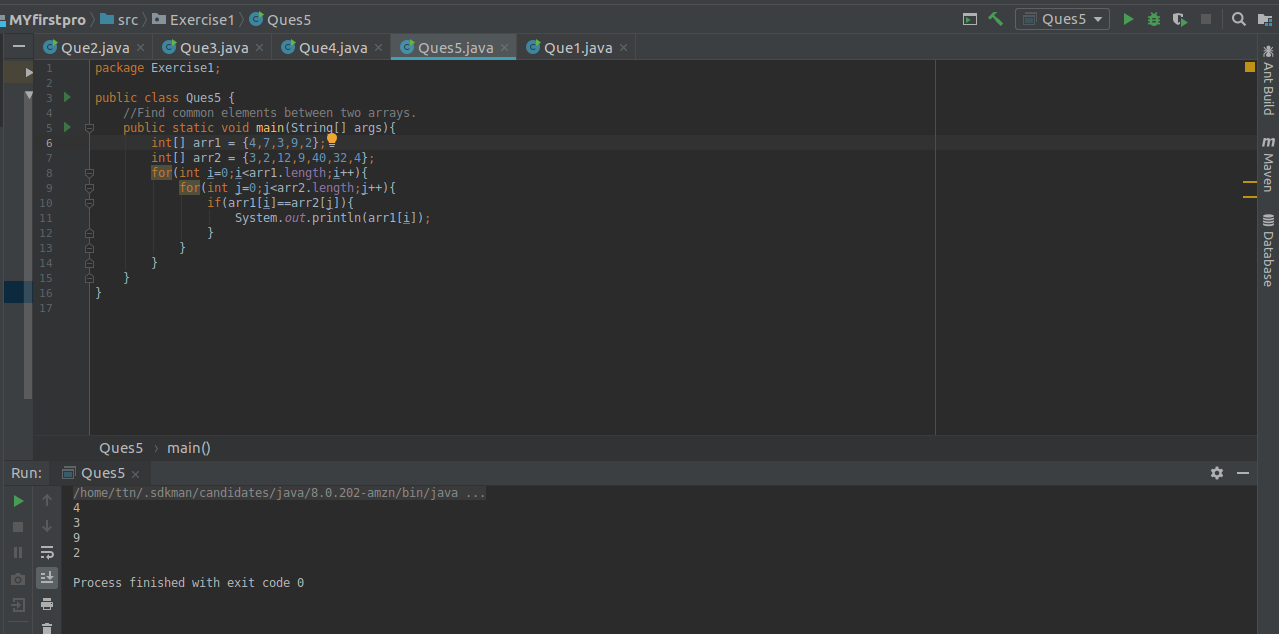 MYfirstpro src Exercise1 Ques5 Ques5
Que2.java Que3.java Que4.java Ques5.java Que1.java
1 package Exercise1;
2
3 public class Ques5 {
4 //Find common elements between two arrays.
5 public static void main(String[] args){
6 int[] arr1 = {4,7,3,9,2};
7 int[] arr2 = {3,2,12,9,40,32,4};
8 for(int i=0;i<arr1.length;i++){
9 for(int j=0;j<arr2.length;j++){
10 if(arr1[i]==arr2[j]){
11 System.out.println(arr1[i]);
12 }
13 }
14 }
15 }
16 }
17
Ant Build
m Maven
Database
Ques5 › main()
Run: Ques5
/home/ttn/.sdkman/candidates/java/8.0.202-amzn/bin/java ...
4
3
9
2
Process finished with exit code 0